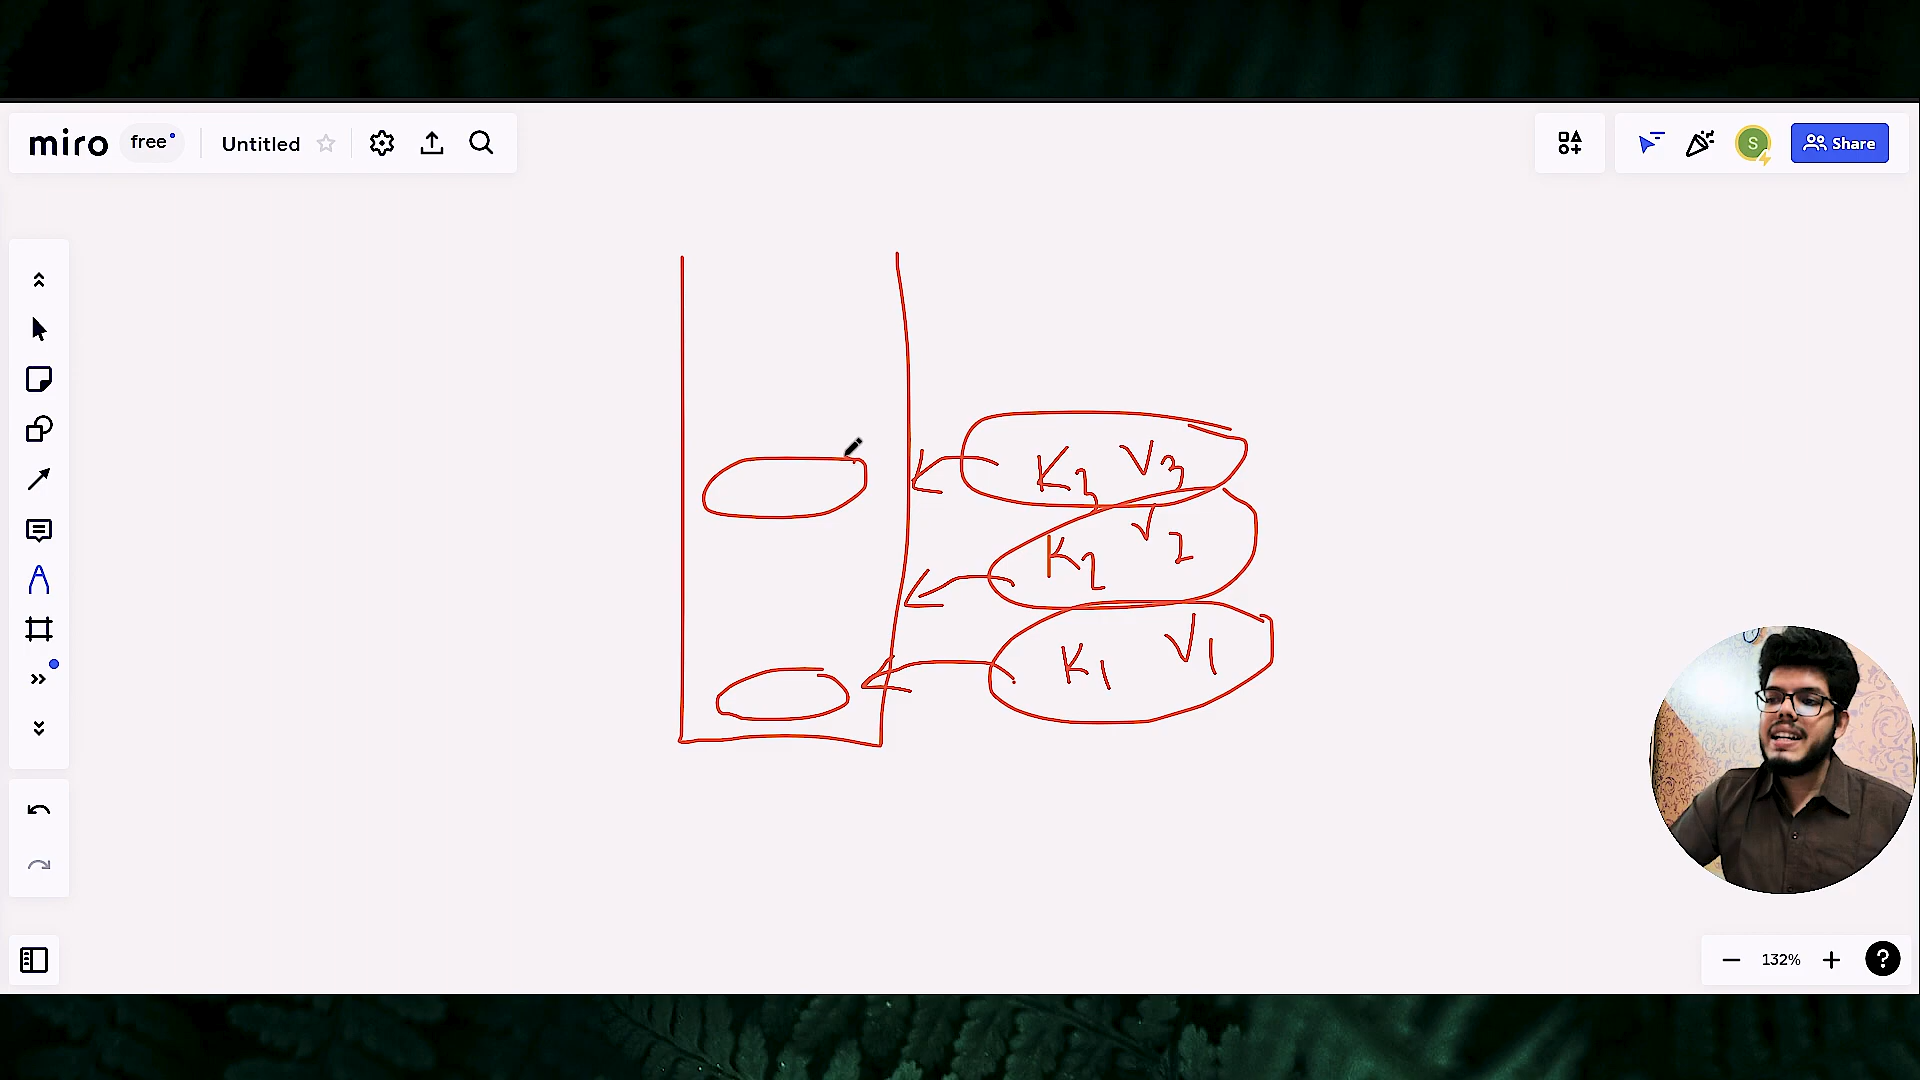 miro free Untitled
S Share
K3 V3
K2 V2
K1 V1
132%